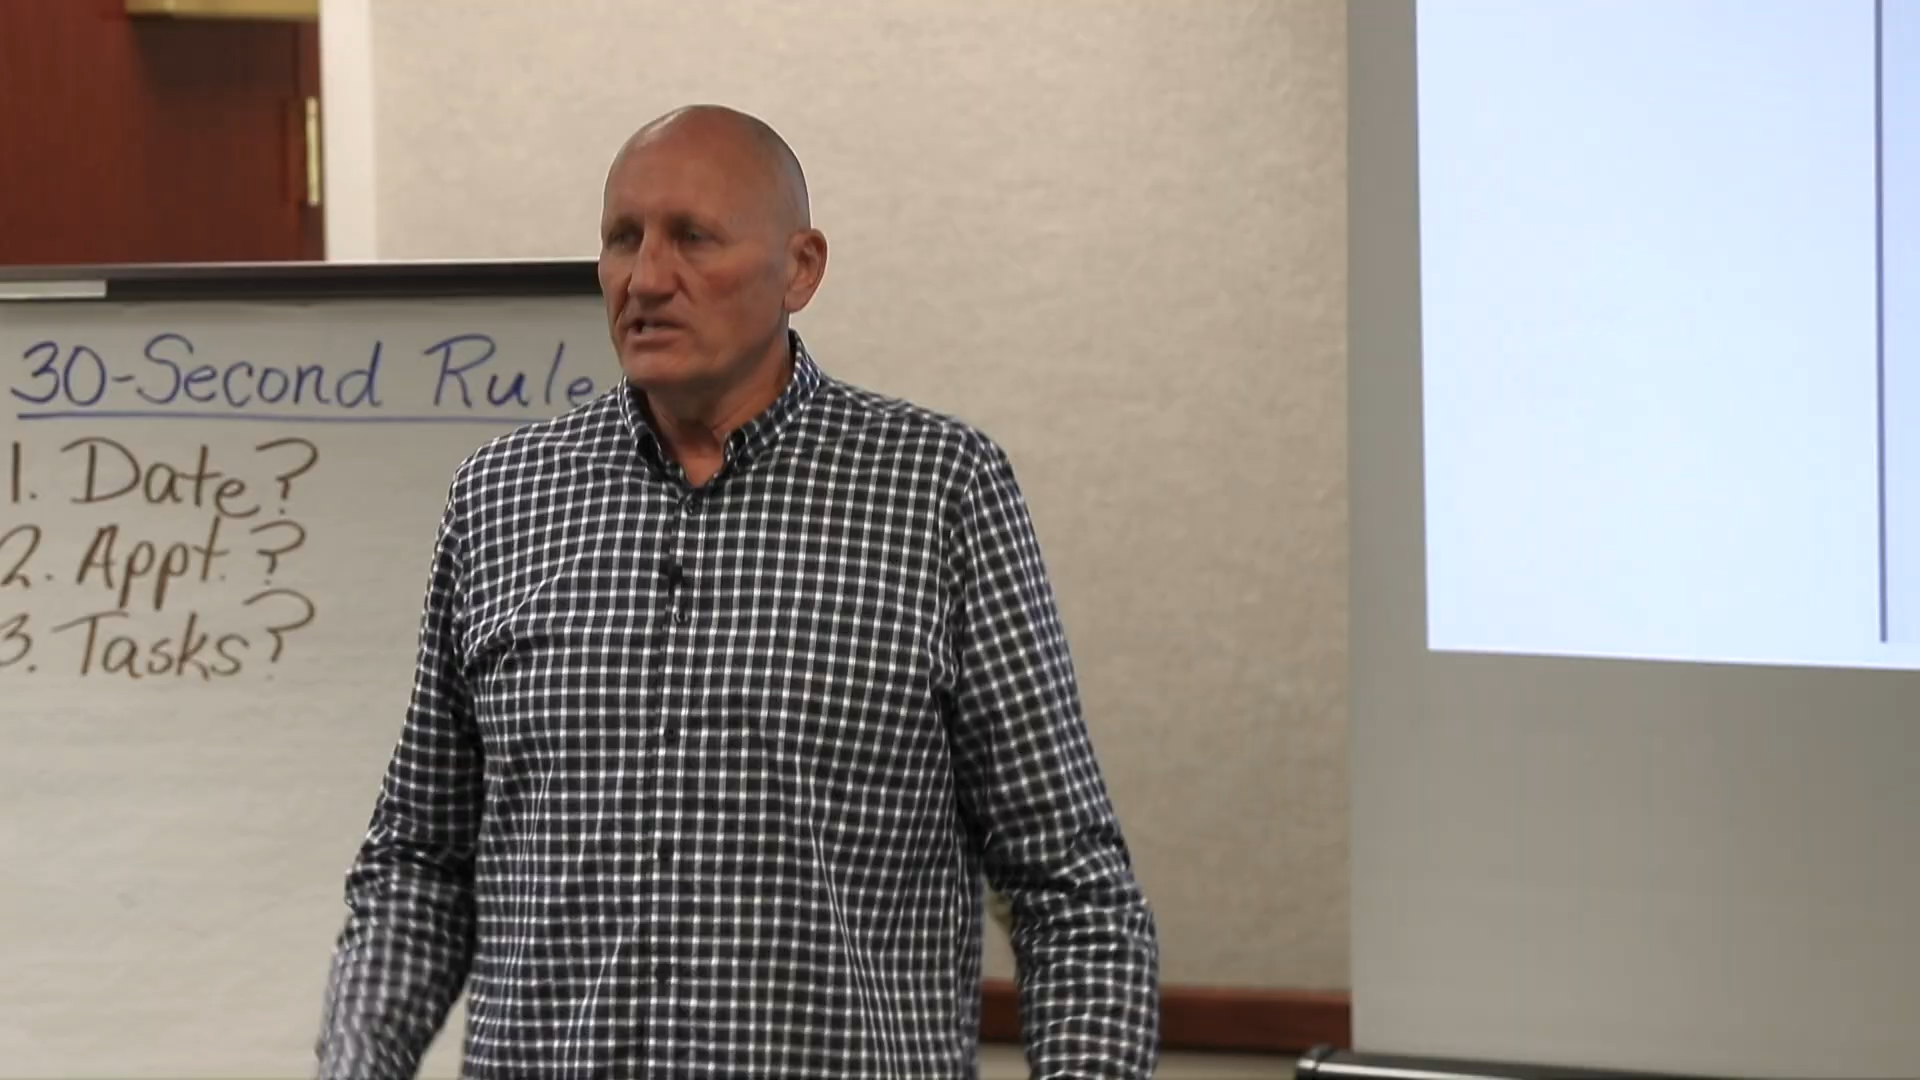 30-Second Rule
1. Date?
2. Appt.?
3. Tasks?